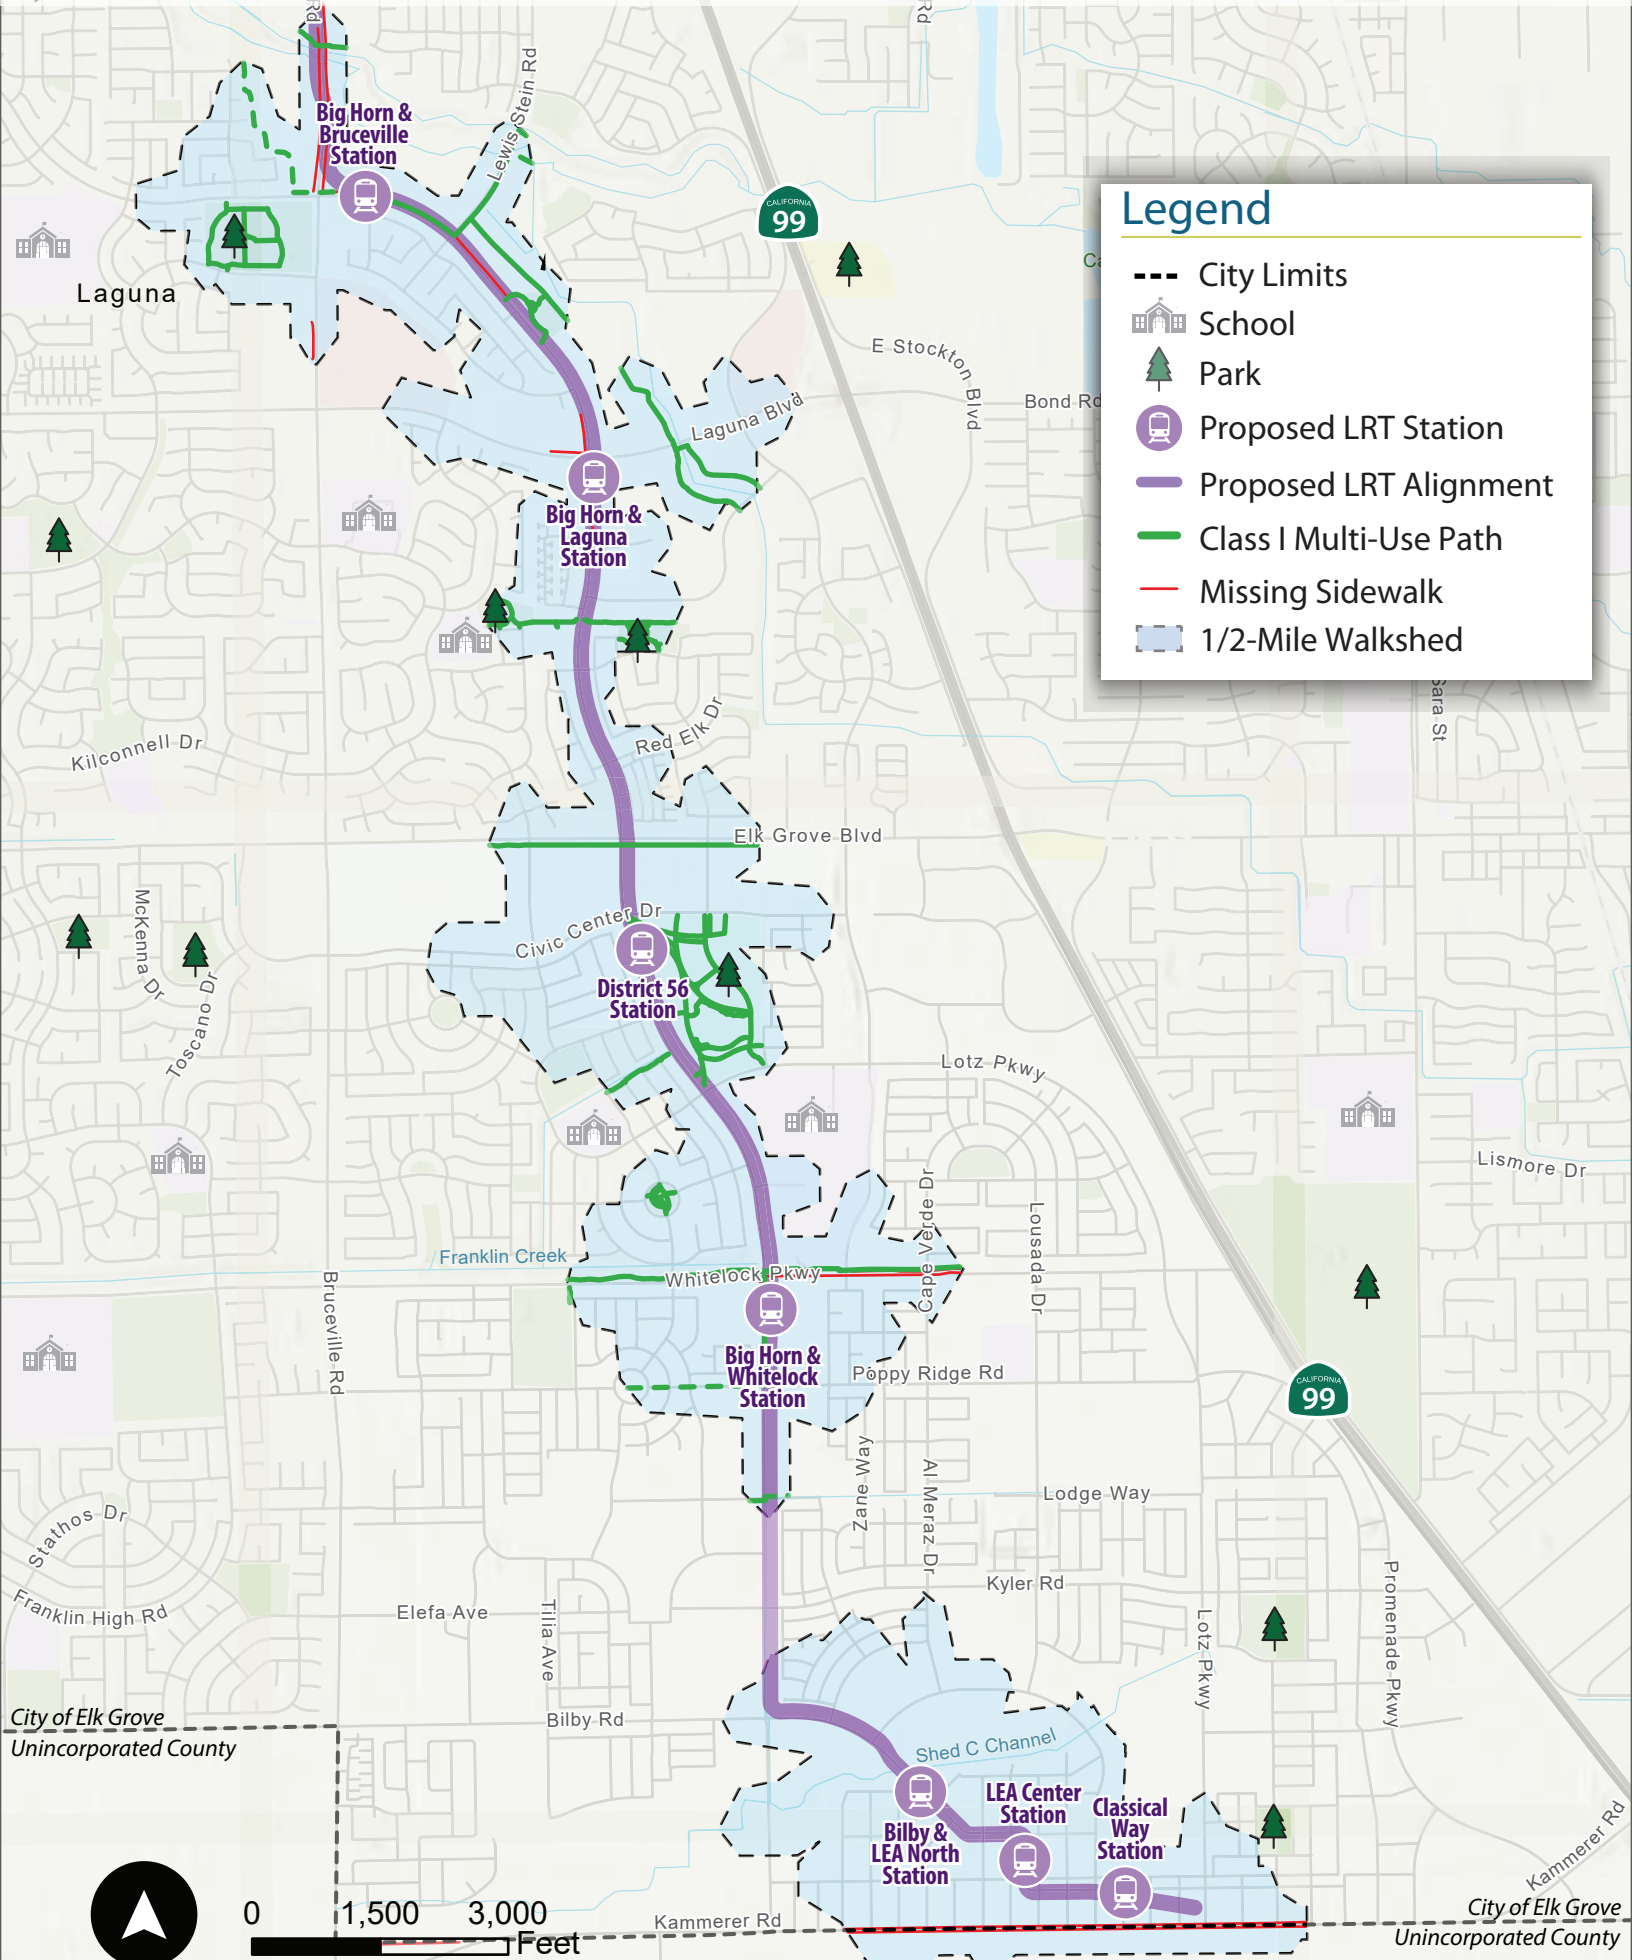 Rd
Rd
Lewis Stein Rd
Big Horn &
Bruceville
Station
CALIFORNIA
99
Laguna
Legend
City Limits
School
Park
Proposed LRT Station
Proposed LRT Alignment
Class I Multi-Use Path
Missing Sidewalk
1/2-Mile Walkshed
E Stockton Blvd
Bond Rd
Laguna Blvd
Big Horn &
Laguna
Station
Sara St
Red Elk Dr
Kilconnell Dr
Elk Grove Blvd
McKenna Dr
Toscano Dr
Civic Center Dr
District 56
Station
Lotz Pkwy
Lismore Dr
Cade Verde Dr
Lousada Dr
Franklin Creek
Whitelock Pkwy
Bruceville Rd
Big Horn &
Whitelock
Station
Poppy Ridge Rd
CALIFORNIA
99
Zane Way
Al Meraz Dr
Lodge Way
Stathos Dr
Franklin High Rd
Elefa Ave
Tilia Ave
Kyler Rd
Lotz Pkwy
Promenade Pkwy
City of Elk Grove
Unincorporated County
Bilby Rd
Shed C Channel
LEA Center
Station
Classical
Way
Station
Bilby &
LEA North
Station
Kammerer Rd
0 1,500 3,000
Feet
Kammerer Rd
City of Elk Grove
Unincorporated County